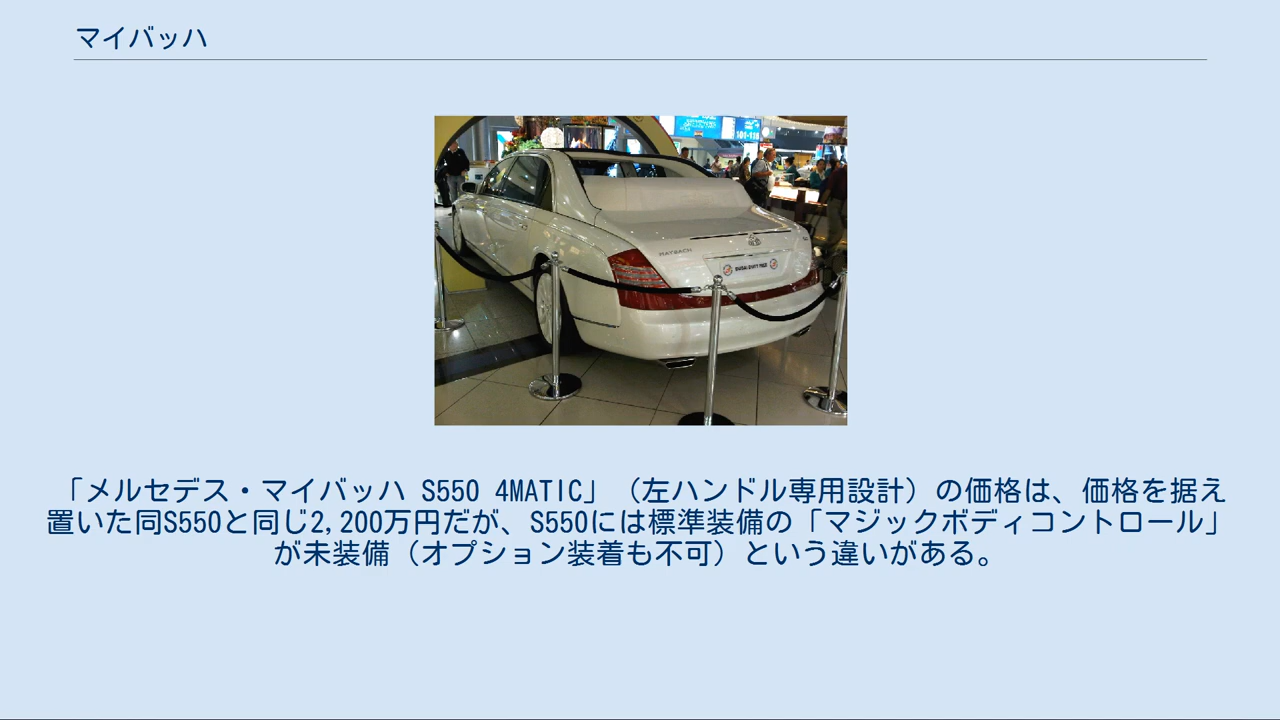 マイバッハ
101-116
MAYBACH
「メルセデス・マイバッハ S550 4MATIC」（左ハンドル専用設計）の価格は、価格を据え
置いた同S550と同じ2,200万円だが、S550には標準装備の「マジックボディコントロール」
が未装備（オプション装着も不可）という違いがある。